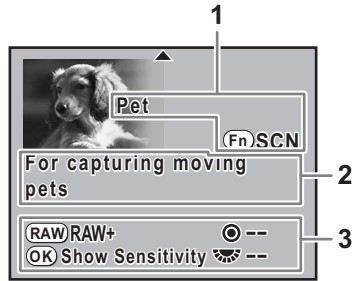 1
Pet
Fn SCN
For capturing moving
pets
2
RAW RAW+ --
OK Show Sensitivity --
3